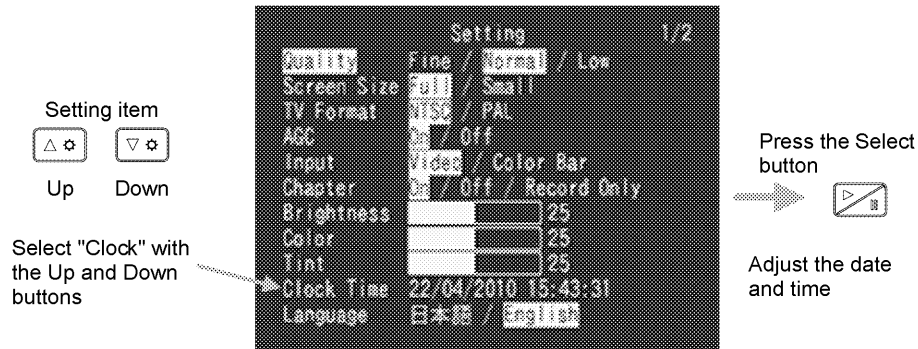 Setting 1/2
Quality Fine / Normal / Low
Screen Size Full / Small
TV Format NTSC / PAL
AGC On / Off
Input Video / Color Bar
Chapter On / Off / Record Only
Brightness 25
Color 25
Tint 25
Clock Time 22/04/2010 15:43:31
Language 日本語 / English
Setting item
Up Down
Select "Clock" with
the Up and Down
buttons
Press the Select
button
Adjust the date
and time